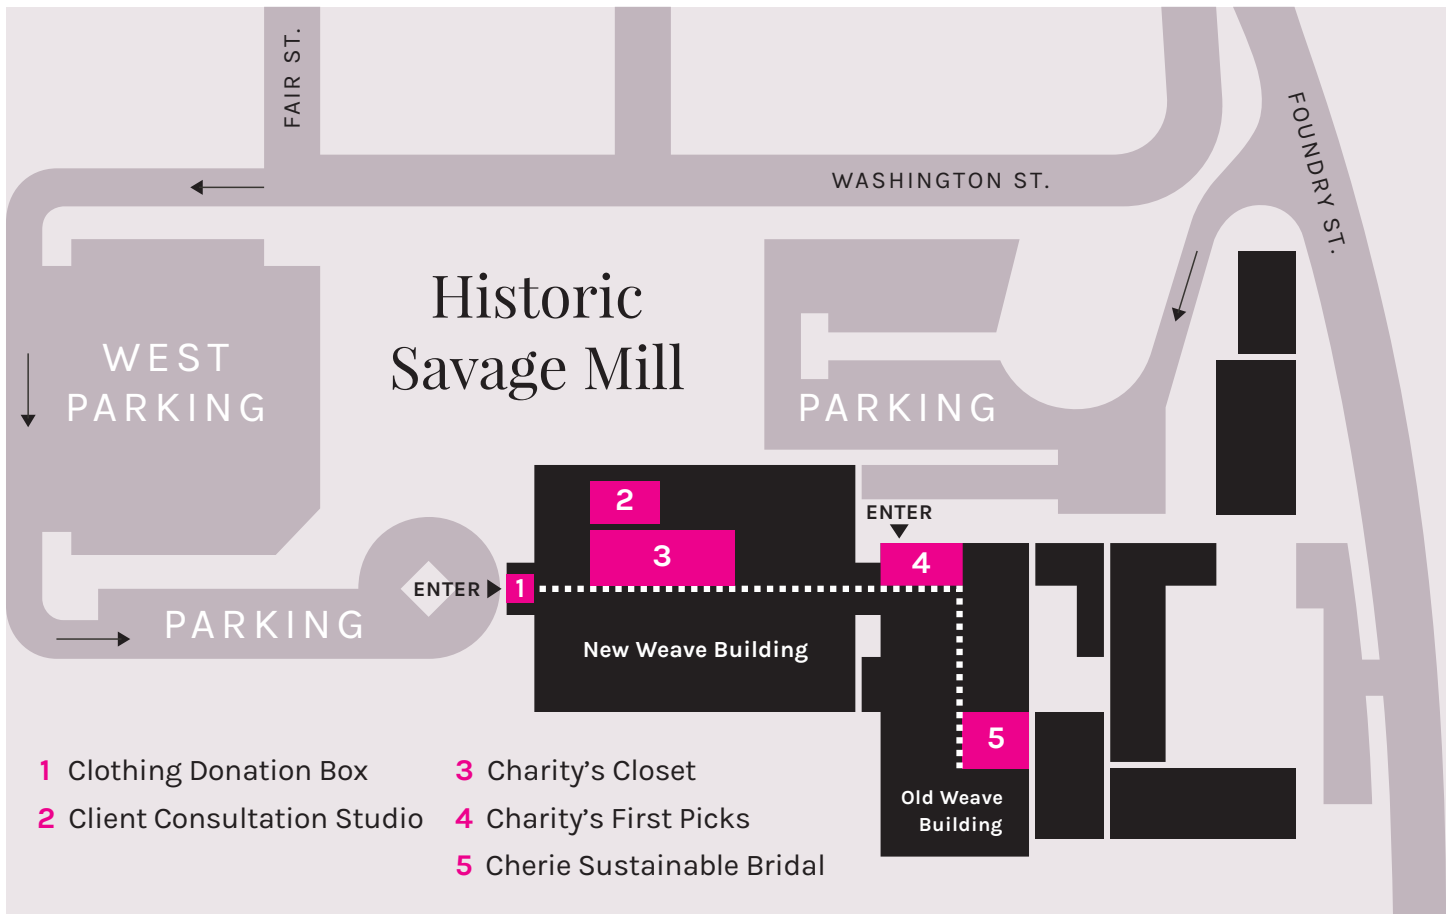 FAIR ST.
WASHINGTON ST.
FOUNDRY ST.
Historic
Savage Mill
WEST
PARKING
PARKING
2
ENTER
3
4
ENTER
1
PARKING
New Weave Building
5
Old Weave
Building
1 Clothing Donation Box
2 Client Consultation Studio
3 Charity’s Closet
4 Charity’s First Picks
5 Cherie Sustainable Bridal